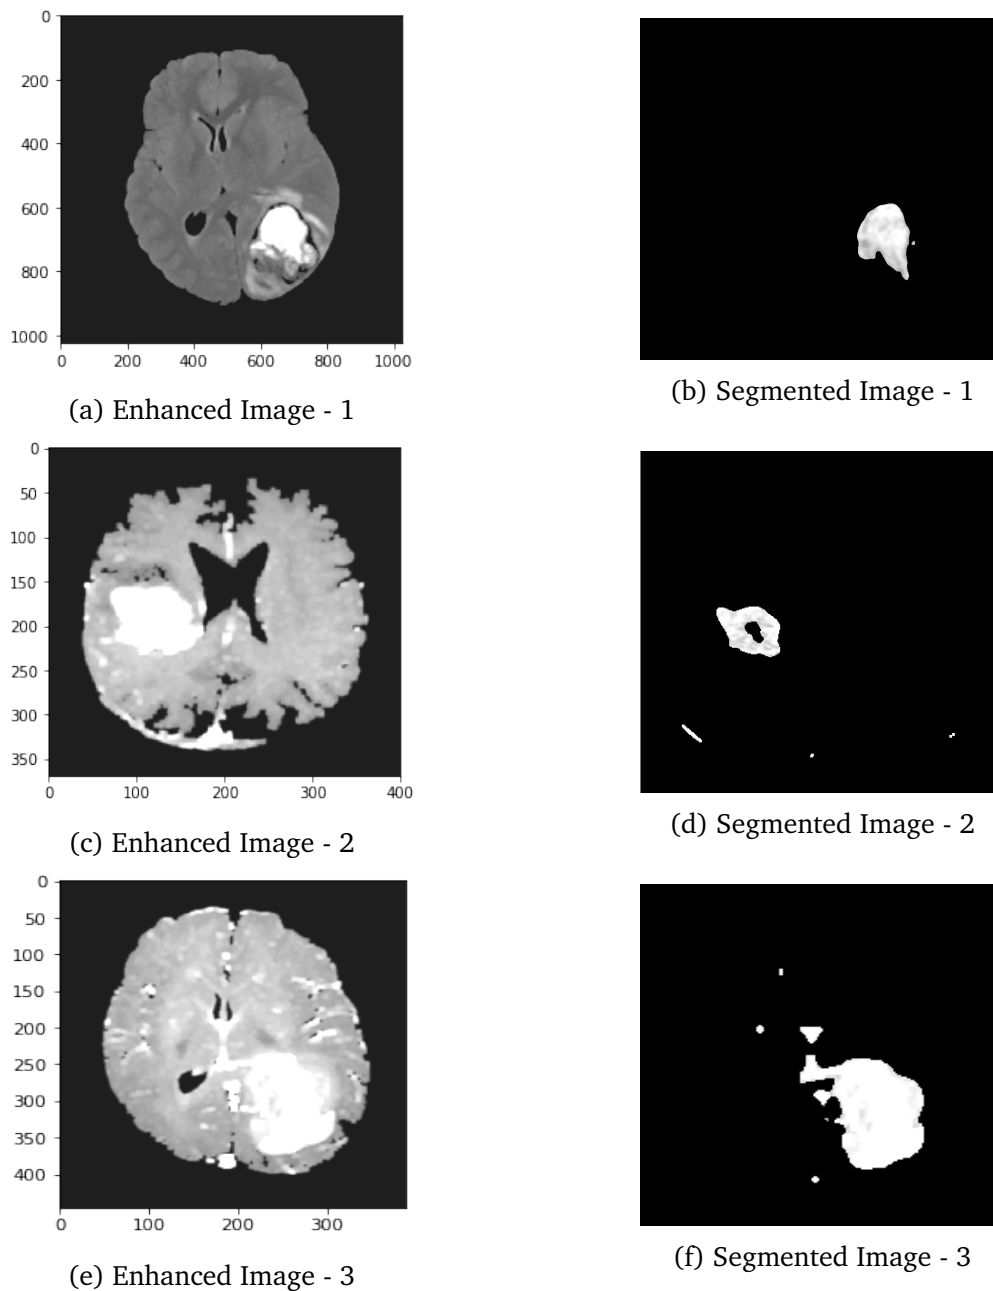 0
200
400
600
800
1000
0 200 400 600 800 1000
(a) Enhanced Image - 1
(b) Segmented Image - 1
0
50
100
150
200
250
300
350
0 100 200 300 400
(c) Enhanced Image - 2
(d) Segmented Image - 2
0
50
100
150
200
250
300
350
400
0 100 200 300
(e) Enhanced Image - 3
(f) Segmented Image - 3